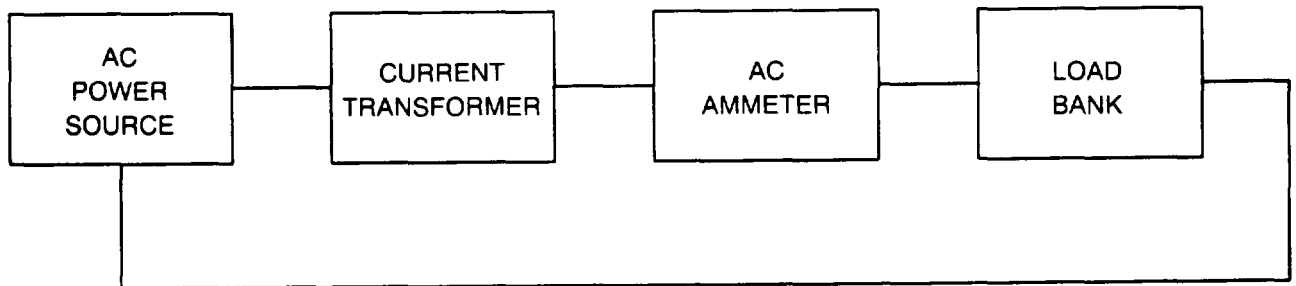 AC
POWER
SOURCE
CURRENT
TRANSFORMER
AC
AMMETER
LOAD
BANK